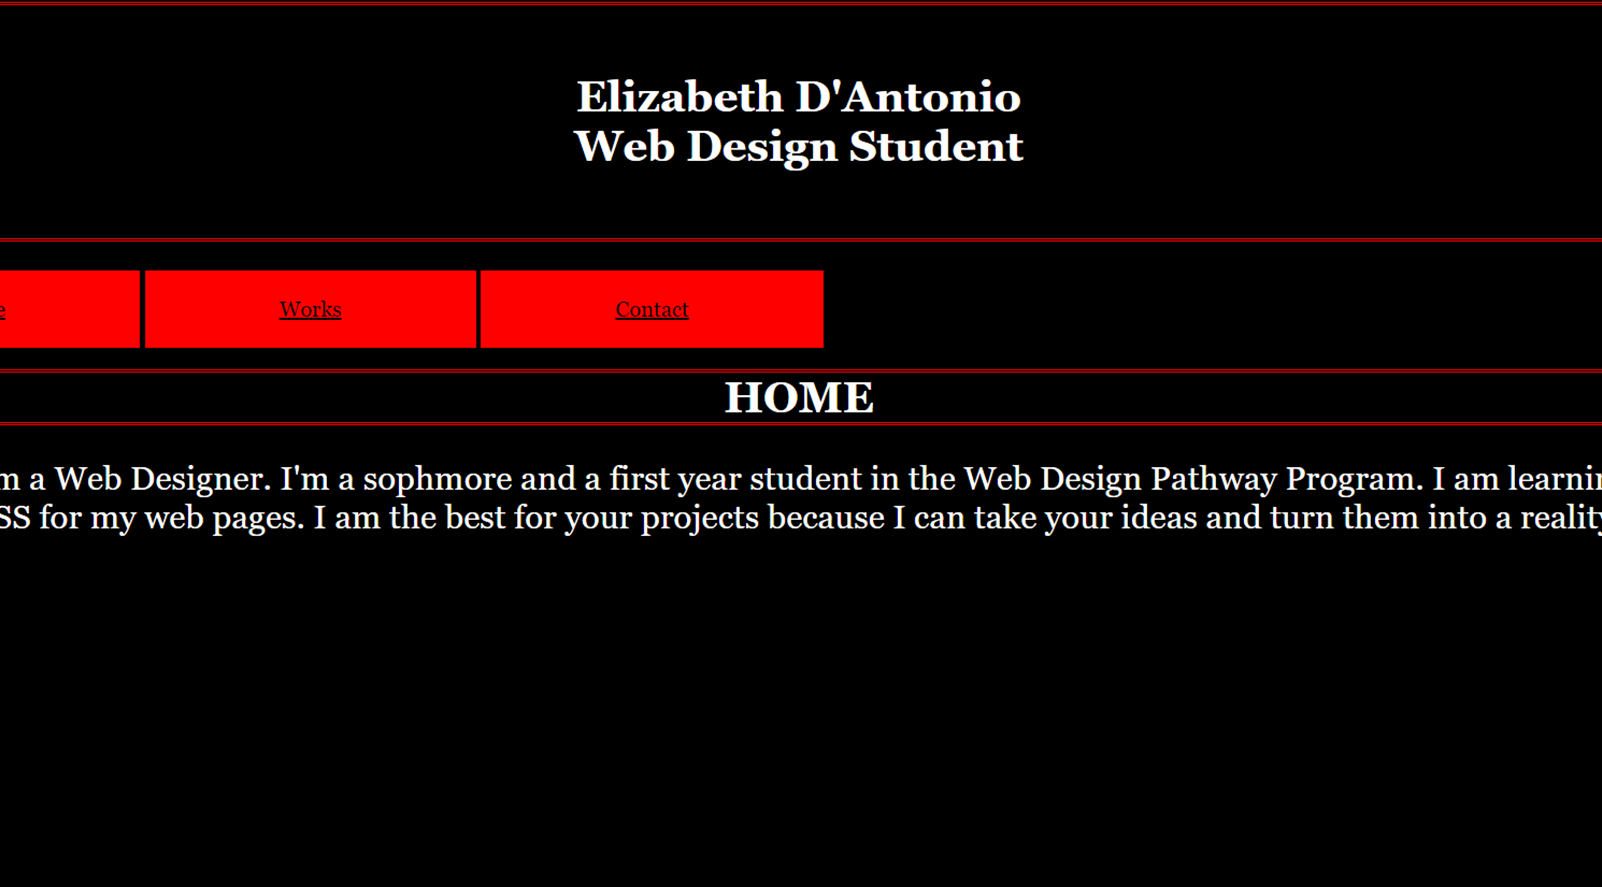 Elizabeth D'Antonio
Web Design Student
e Works Contact
HOME
m a Web Designer. I'm a sophmore and a first year student in the Web Design Pathway Program. I am learnin
SS for my web pages. I am the best for your projects because I can take your ideas and turn them into a reality